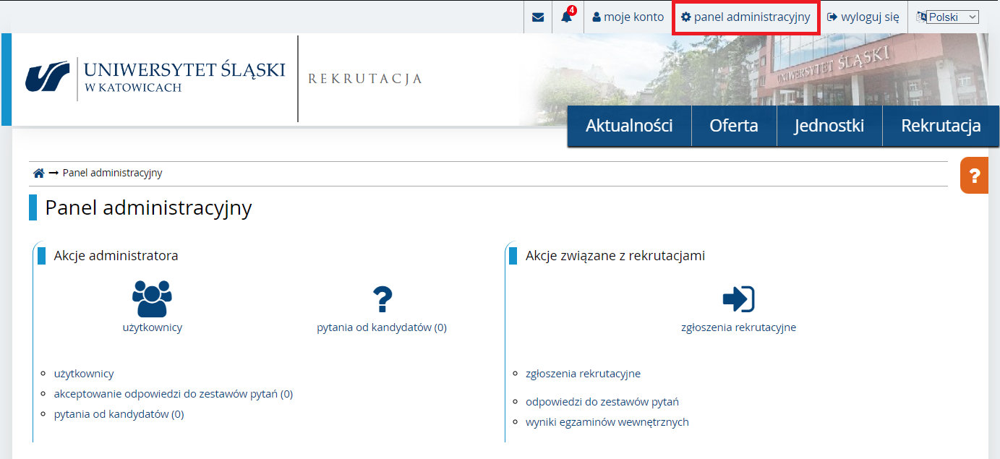 4
moje konto
panel administracyjny
wyloguj się
Polski
UNIWERSYTET ŚLĄSKI
W KATOWICACH
REKRUTACJA
UNIWERSYTET ŚLĄSKI
Aktualności
Oferta
Jednostki
Rekrutacja
Panel administracyjny
?
Panel administracyjny
Akcje administratora
użytkownicy
?
pytania od kandydatów (0)
użytkownicy
akceptowanie odpowiedzi do zestawów pytań (0)
pytania od kandydatów (0)
Akcje związane z rekrutacjami
zgłoszenia rekrutacyjne
zgłoszenia rekrutacyjne
odpowiedzi do zestawów pytań
wyniki egzaminów wewnętrznych